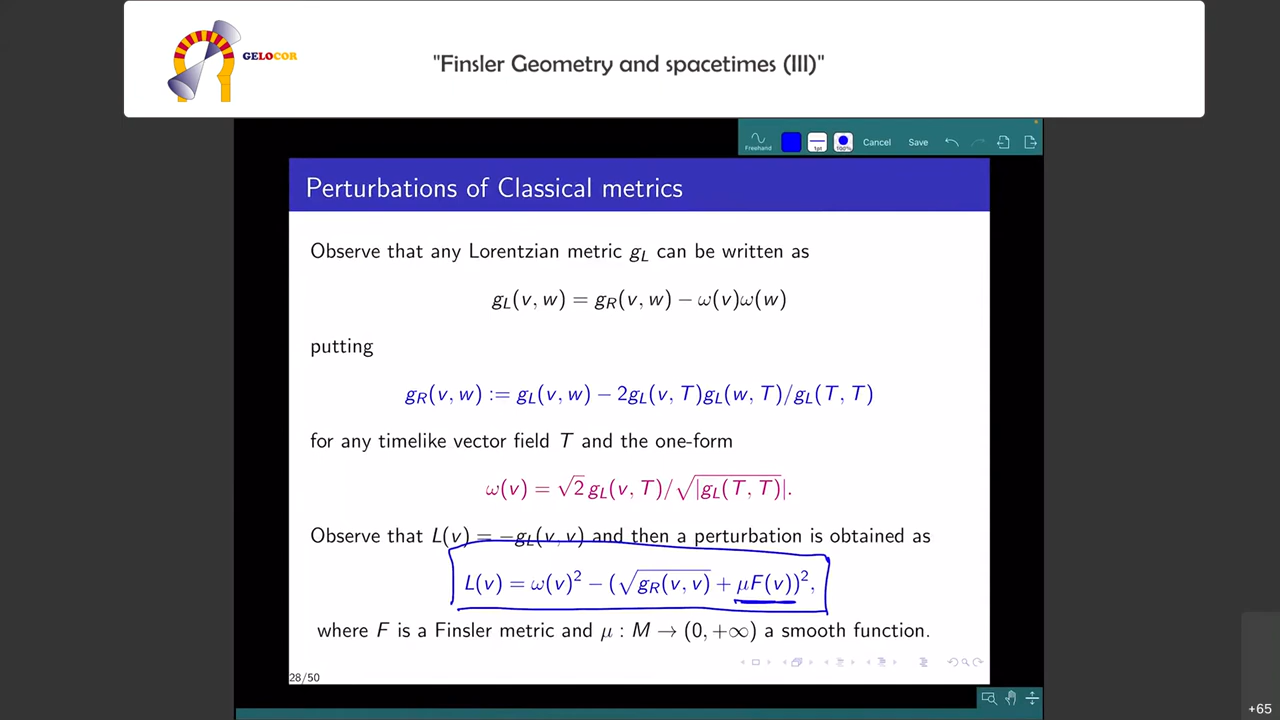 GELOCOR
"Finsler Geometry and spacetimes (III)"
Freehand
1pt
100%
Cancel
Save
Perturbations of Classical metrics
Observe that any Lorentzian metric g_L can be written as
g_L(v, w) = g_R(v, w) − ω(v)ω(w)
putting
g_R(v, w) := g_L(v, w) − 2g_L(v, T)g_L(w, T)/g_L(T, T)
for any timelike vector field T and the one-form
ω(v) = √2 g_L(v, T)/√|g_L(T, T)|.
Observe that L(v) = −g_L(v, v) and then a perturbation is obtained as
L(v) = ω(v)² − (√g_R(v, v) + μF(v))²,
where F is a Finsler metric and μ : M → (0, +∞) a smooth function.
28/50
+65